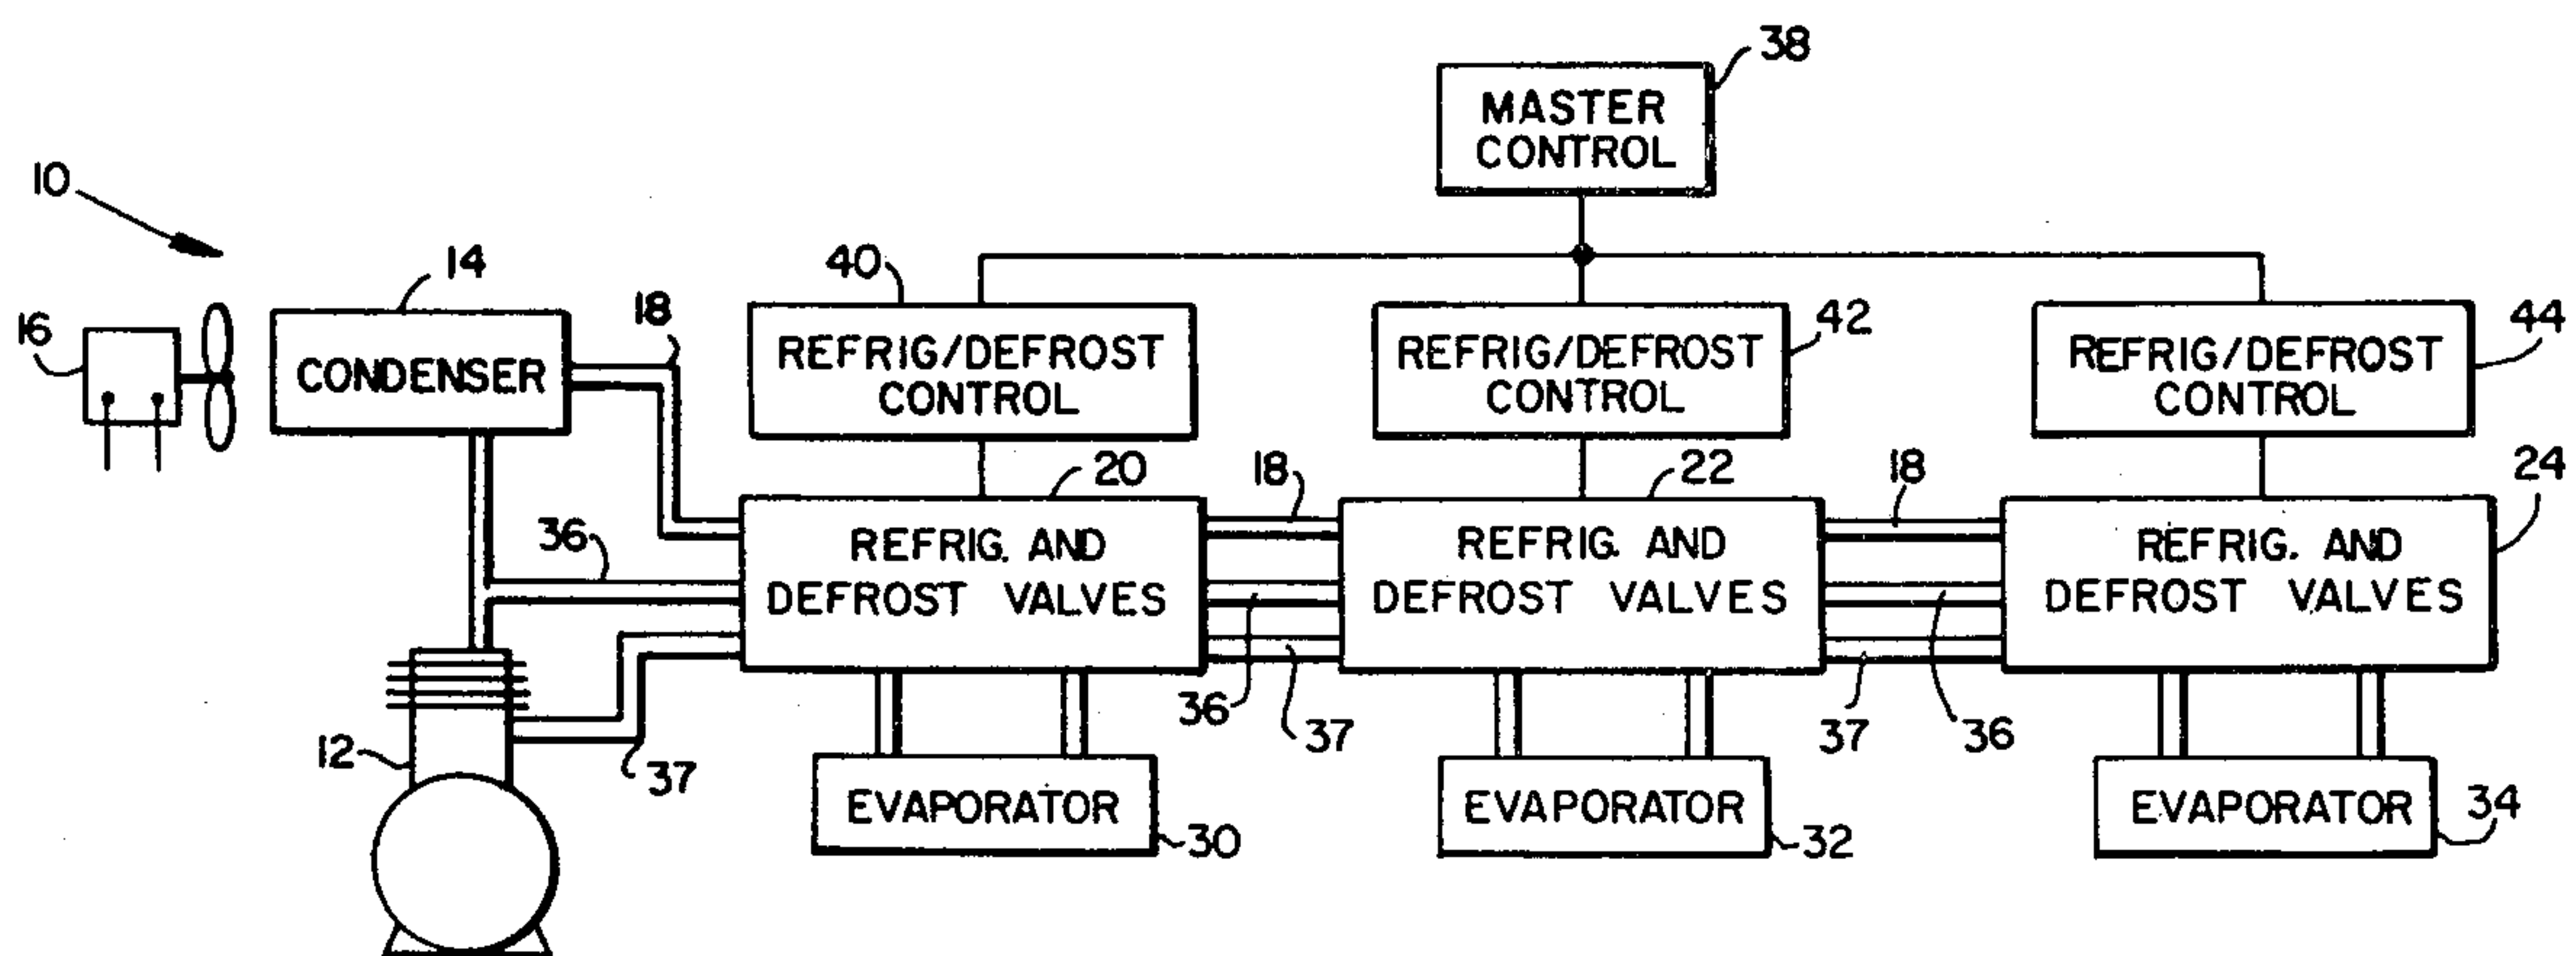 38
MASTER
CONTROL
10
14
40
18
16
42
44
CONDENSER
REFRIG/DEFROST
CONTROL
REFRIG/DEFROST
CONTROL
REFRIG/DEFROST
CONTROL
20
18
22
18
24
36
REFRIG. AND
DEFROST VALVES
REFRIG. AND
DEFROST VALVES
REFRIG. AND
DEFROST VALVES
36
37
37
36
12
37
EVAPORATOR
30
EVAPORATOR
32
EVAPORATOR
34